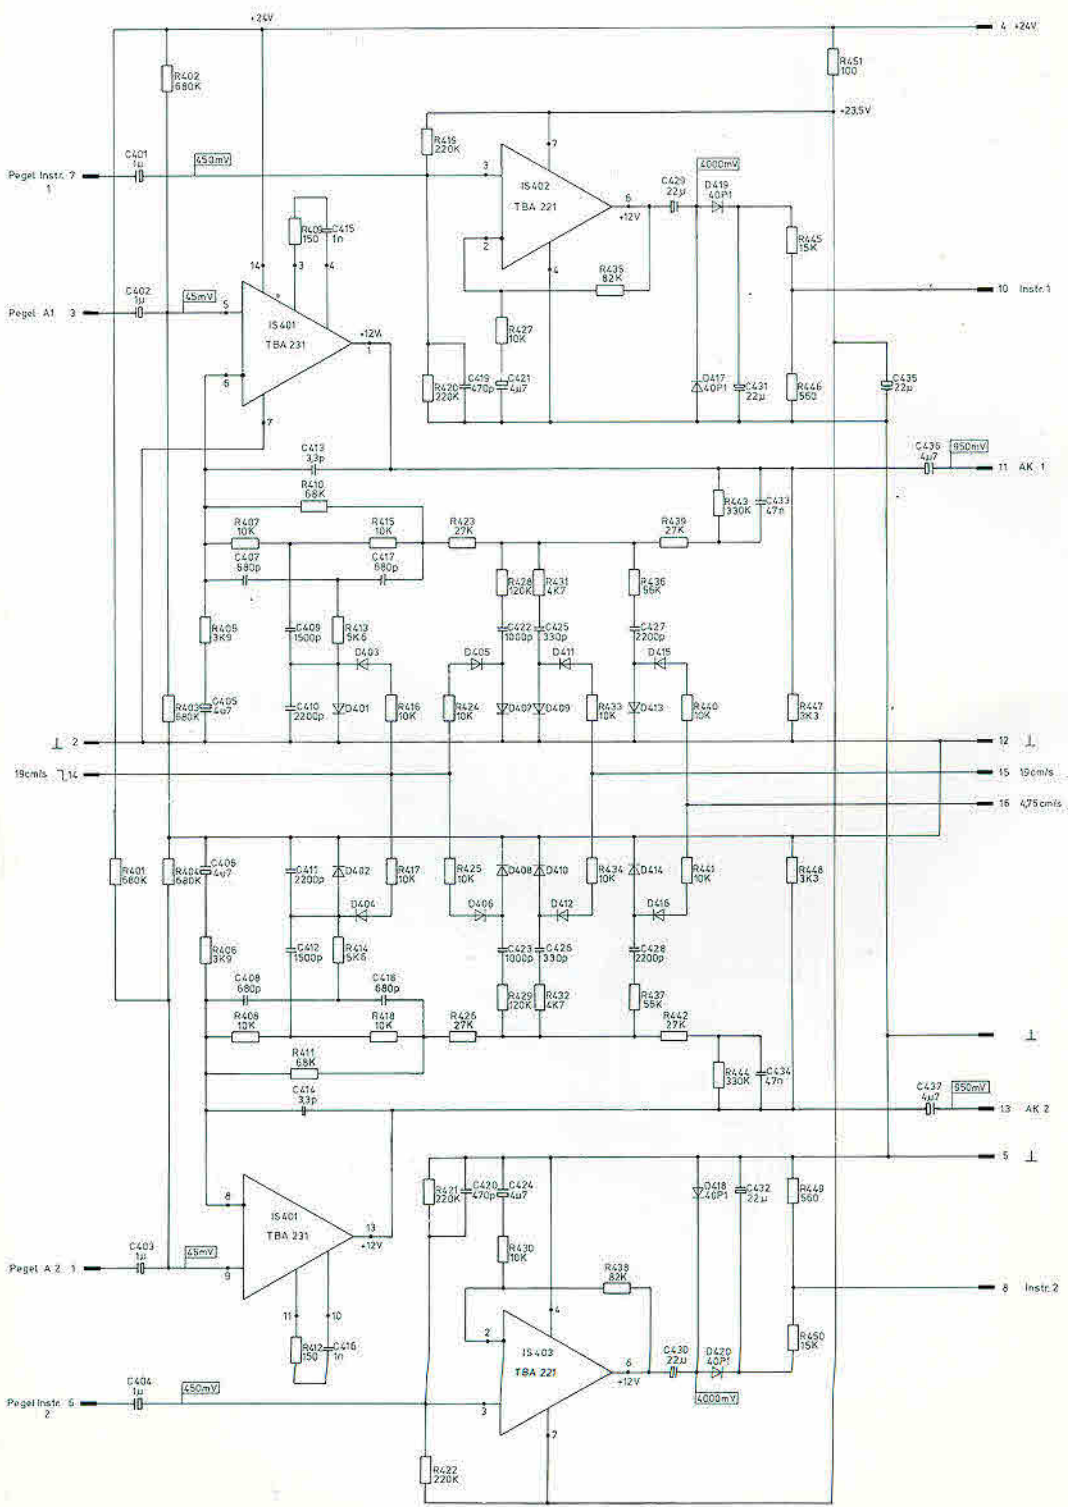 +24V
4 +24V
R402
680K
R451
100
+23,5V
C401
1µ
450mV
Pegel Instr. 7
1
R419
220K
3
7
IS402
TBA 221
6
+12V
2
4
C429
22µ
4000mV
D419
40P1
R445
15K
R435
82K
R409
150
C415
1n
14
3
4
C402
1µ
45mV
5
Pegel A1 3
IS401
TBA 231
+12V
1
6
7
R427
10K
10 Instr.1
R420
220K
C419
470p
C421
4µ7
D417
40P1
C431
22µ
R446
560
C435
22µ
C413
3,3p
C436
4µ7
950mV
11 AK 1
R410
68K
R443
330K
C433
47n
R407
10K
R415
10K
R423
27K
R439
27K
C407
680p
C417
680p
R428
120K
R431
4K7
R436
56K
R405
3K9
C409
1500p
R413
5K6
C422
1000p
C425
330p
C427
2200p
D403
D405
D411
D415
R403
680K
C405
4µ7
C410
2200p
D401
R416
10K
R424
10K
D407
D409
R433
10K
D413
R440
10K
R447
3K3
⊥ 2
12 ⊥
19cm/s 14
15 19cm/s
16 4,75cm/s
R401
680K
R404
680K
C406
4µ7
C411
2200p
D402
R417
10K
R425
10K
D408
D410
R434
10K
D414
R441
10K
R448
3K3
D404
D406
D412
D416
R406
3K9
C412
1500p
R414
5K6
C423
1000p
C426
330p
C428
2200p
C408
680p
C418
680p
R429
120K
R432
4K7
R437
56K
R408
10K
R418
10K
R426
27K
R442
27K
⊥
R411
68K
R444
330K
C434
47n
C414
3,3p
C437
4µ7
950mV
13 AK 2
5 ⊥
R421
220K
C420
470p
C424
4µ7
D418
40P1
C432
22µ
R449
560
8
IS401
TBA 231
13
+12V
R430
10K
C403
1µ
45mV
Pegel A 2 1
9
R438
82K
8 Instr.2
11
10
4
R412
150
C416
1n
2
IS403
TBA 221
6
+12V
C430
22µ
D420
40P1
R450
15K
C404
1µ
450mV
4000mV
Pegel Instr. 6
2
3
7
R422
220K